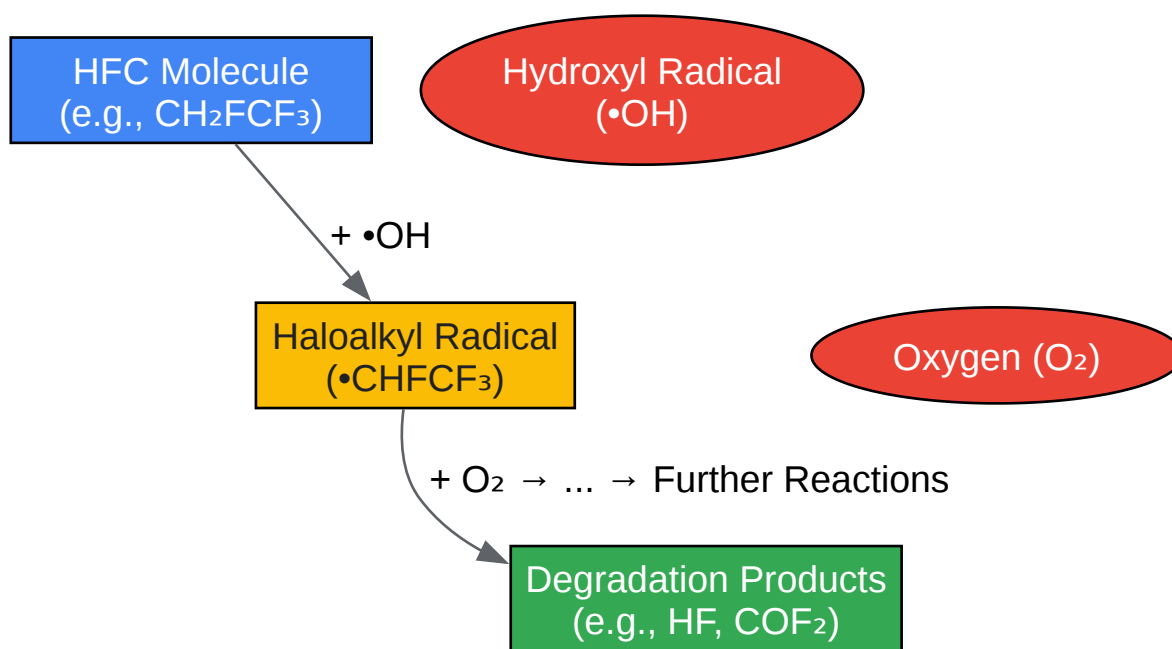 HFC Molecule
(e.g., CH₂FCF₃)
Hydroxyl Radical
(•OH)
+ •OH
Haloalkyl Radical
(•CHFCF₃)
Oxygen (O₂)
+ O₂ → ... → Further Reactions
Degradation Products
(e.g., HF, COF₂)